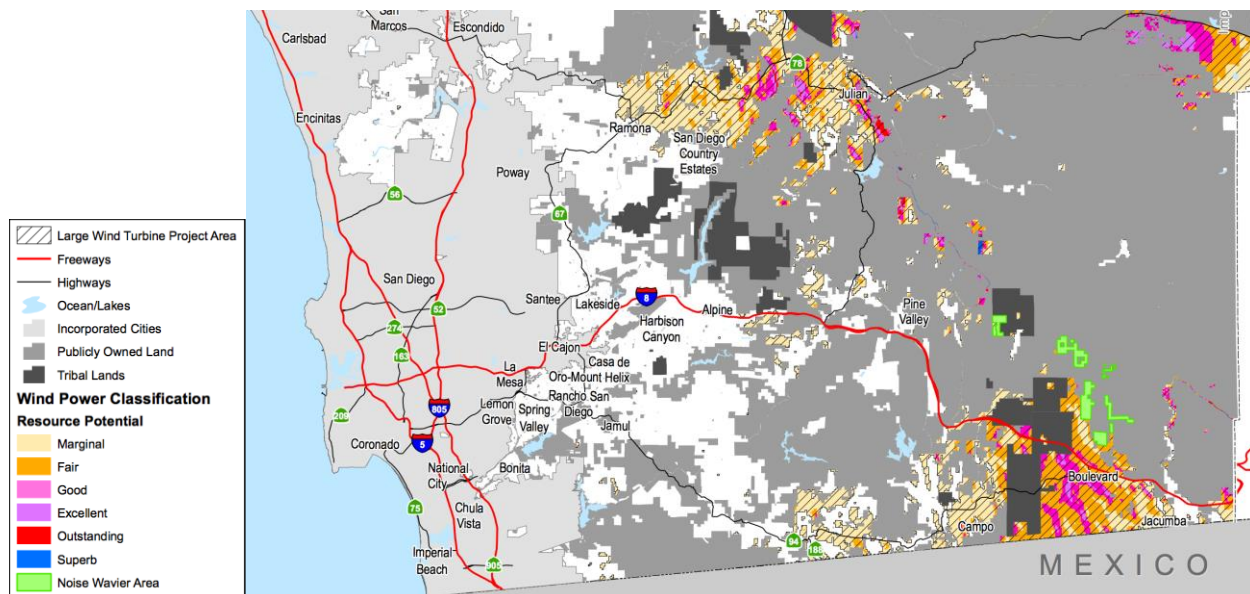 Large Wind Turbine Project Area
Freeways
Highways
Ocean/Lakes
Incorporated Cities
Publicly Owned Land
Tribal Lands
Wind Power Classification
Resource Potential
Marginal
Fair
Good
Excellent
Outstanding
Superb
Noise Wavier Area
San
Marcos
Escondido
Carlsbad
78
Julian
Encinitas
Ramona
San Diego
Country
Estates
Poway
56
67
San Diego
Santee
Lakeside
8
Alpine
52
Harbison
Canyon
Pine
Valley
274
163
El Cajon
La
Mesa
Casa de
Oro-Mount Helix
Rancho San
Diego
209
805
Lemon
Grove
Spring
Valley
Jamul
Coronado
5
National
City
Bonita
Boulevard
75
Chula
Vista
Campo
Jacumba
94
188
Imperial
Beach
905
MEXICO